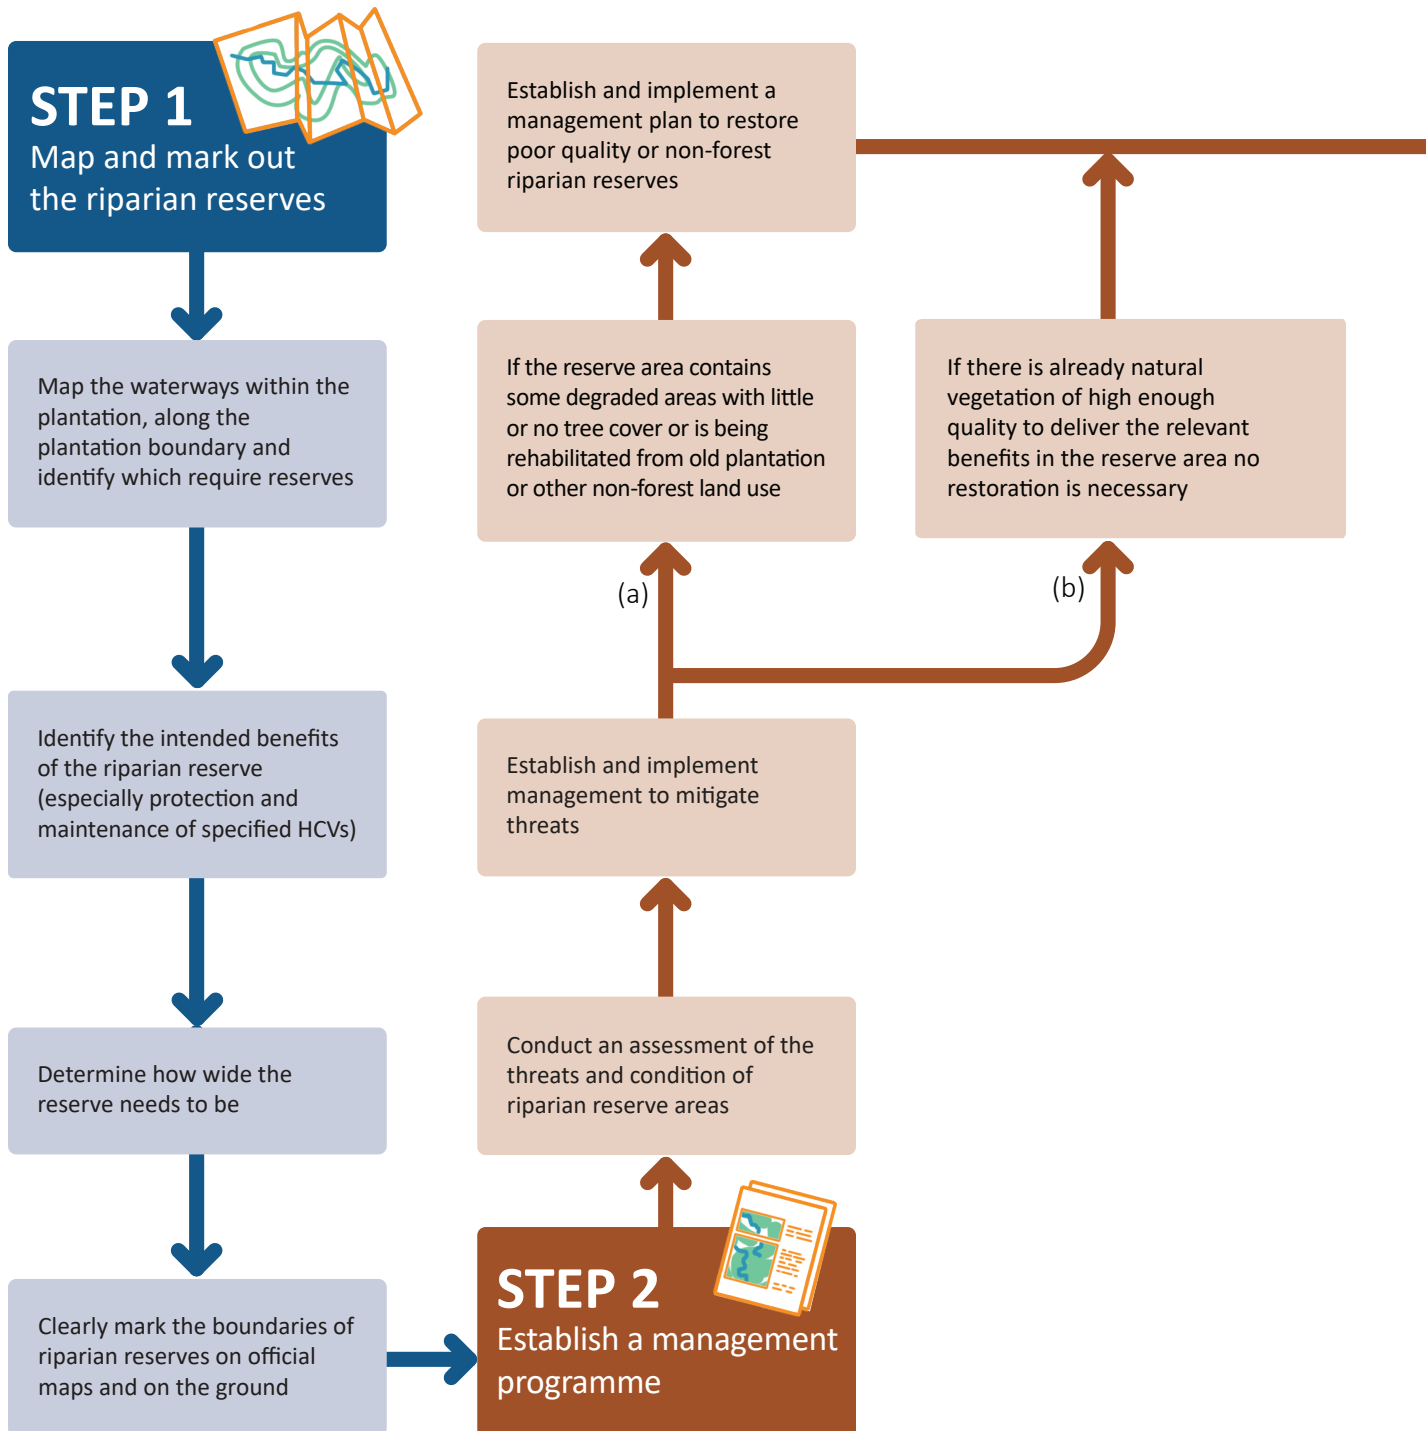 STEP 1
Map and mark out
the riparian reserves
Map the waterways within the
plantation, along the
plantation boundary and
identify which require reserves
Identify the intended benefits
of the riparian reserve
(especially protection and
maintenance of specified HCVs)
Determine how wide the
reserve needs to be
Clearly mark the boundaries of
riparian reserves on official
maps and on the ground
STEP 2
Establish a management
programme
Conduct an assessment of the
threats and condition of
riparian reserve areas
Establish and implement
management to mitigate
threats
(a)
If the reserve area contains
some degraded areas with little
or no tree cover or is being
rehabilitated from old plantation
or other non-forest land use
Establish and implement a
management plan to restore
poor quality or non-forest
riparian reserves
(b)
If there is already natural
vegetation of high enough
quality to deliver the relevant
benefits in the reserve area no
restoration is necessary